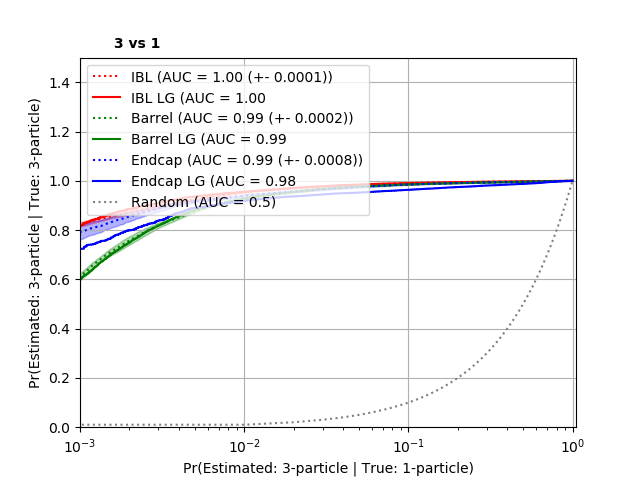 3 vs 1
IBL (AUC = 1.00 (+- 0.0001))
IBL LG (AUC = 1.00
Barrel (AUC = 0.99 (+- 0.0002))
Barrel LG (AUC = 0.99
Endcap (AUC = 0.99 (+- 0.0008))
Endcap LG (AUC = 0.98
Random (AUC = 0.5)
Pr(Estimated: 3-particle | True: 3-particle)
1.4
1.2
1.0
0.8
0.6
0.4
0.2
0.0
10⁻³ 10⁻² 10⁻¹ 10⁰
Pr(Estimated: 3-particle | True: 1-particle)